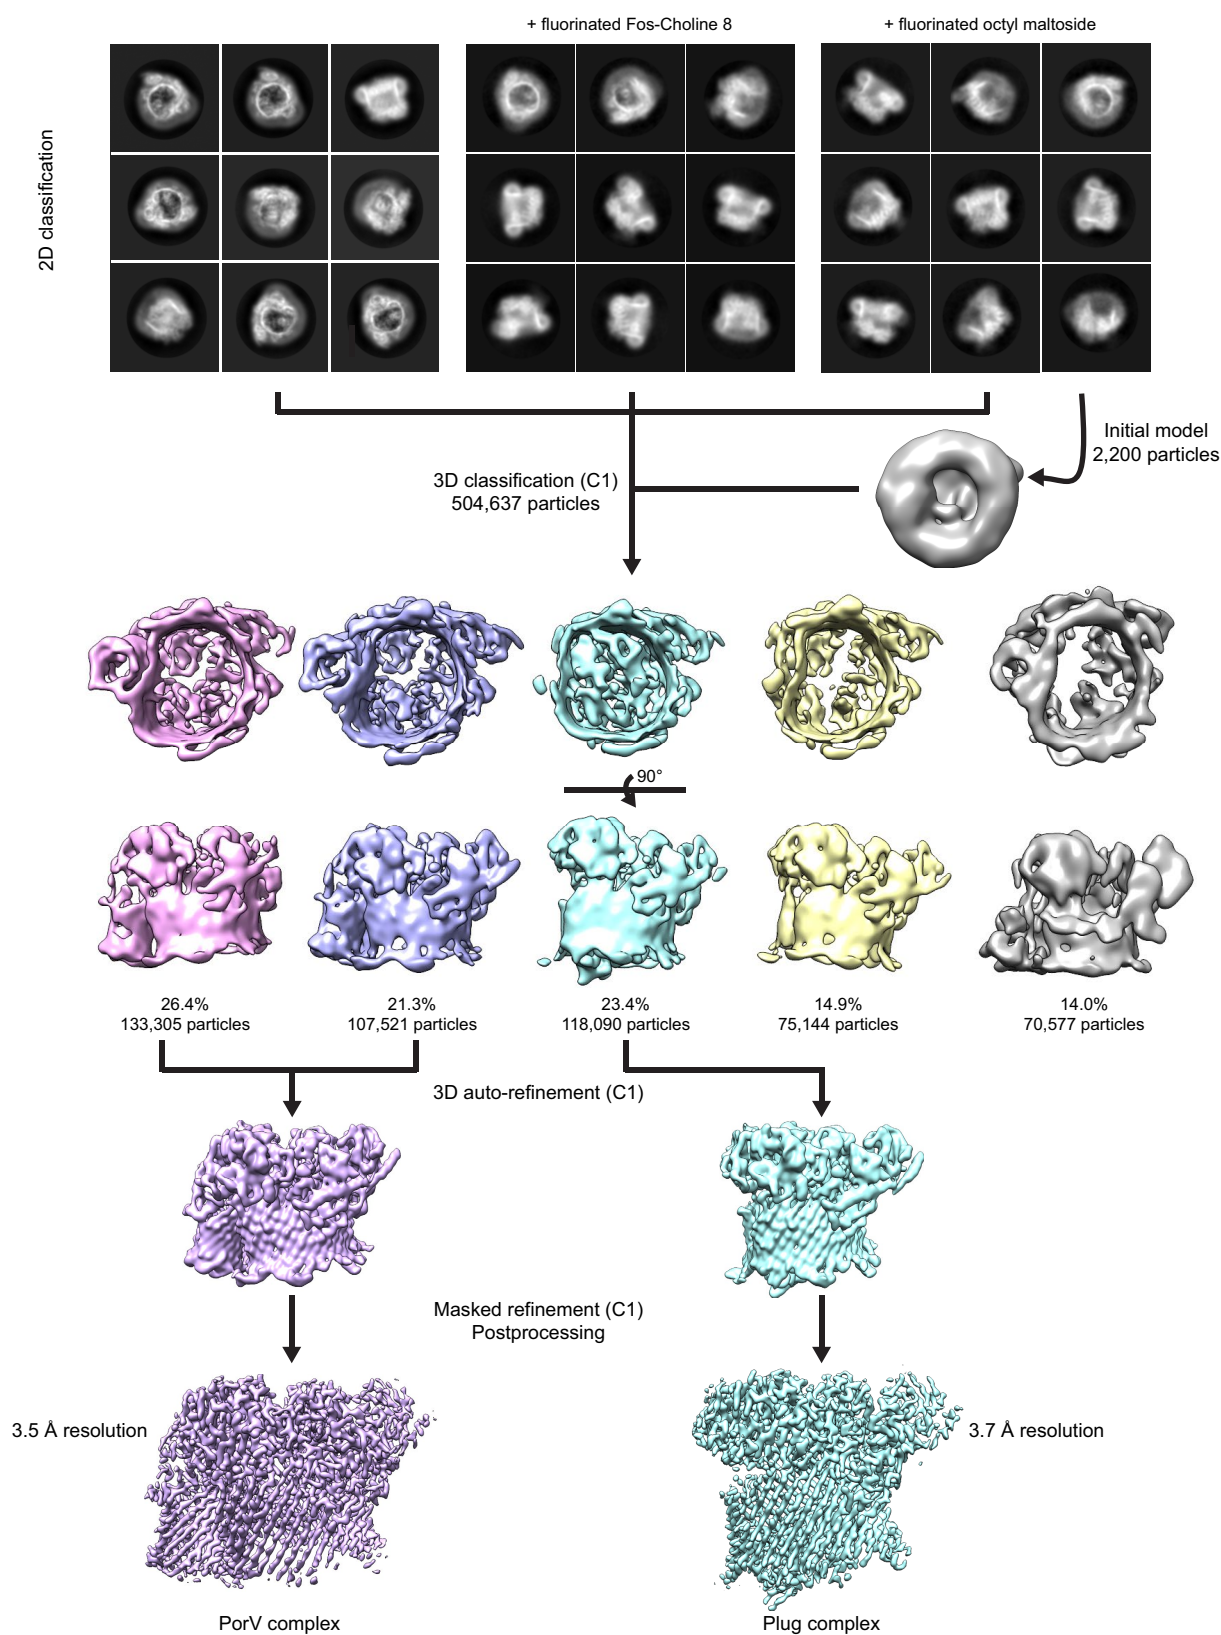 + fluorinated Fos-Choline 8
+ fluorinated octyl maltoside
2D classification
Initial model
2,200 particles
3D classification (C1)
504,637 particles
90°
26.4%
133,305 particles
21.3%
107,521 particles
23.4%
118,090 particles
14.9%
75,144 particles
14.0%
70,577 particles
3D auto-refinement (C1)
Masked refinement (C1)
Postprocessing
3.5 Å resolution
3.7 Å resolution
PorV complex
Plug complex